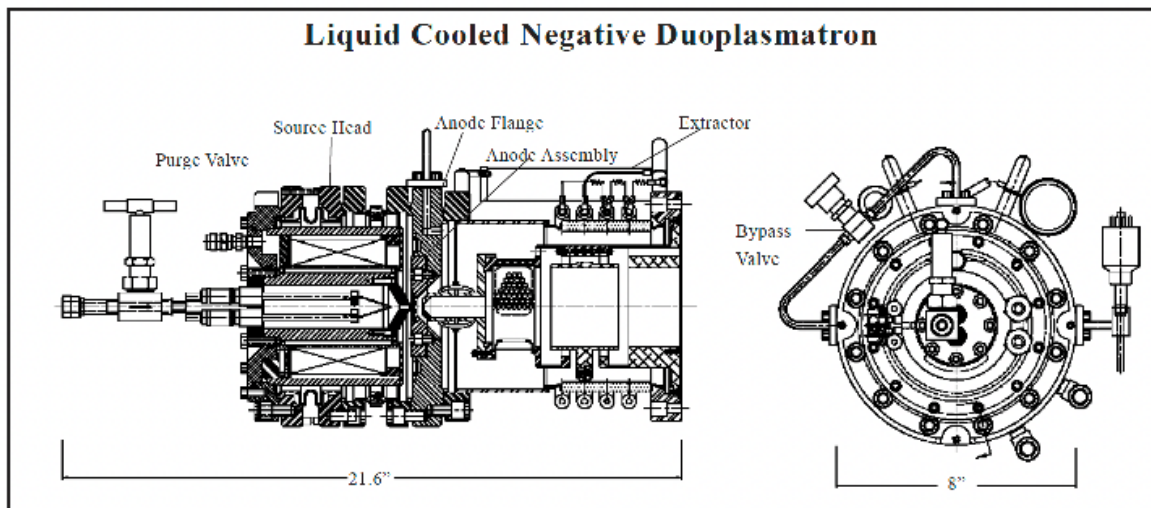 Liquid Cooled Negative Duoplasmatron
Source Head
Anode Flange
Extractor
Purge Valve
Anode Assembly
Bypass
Valve
21.6”
8”